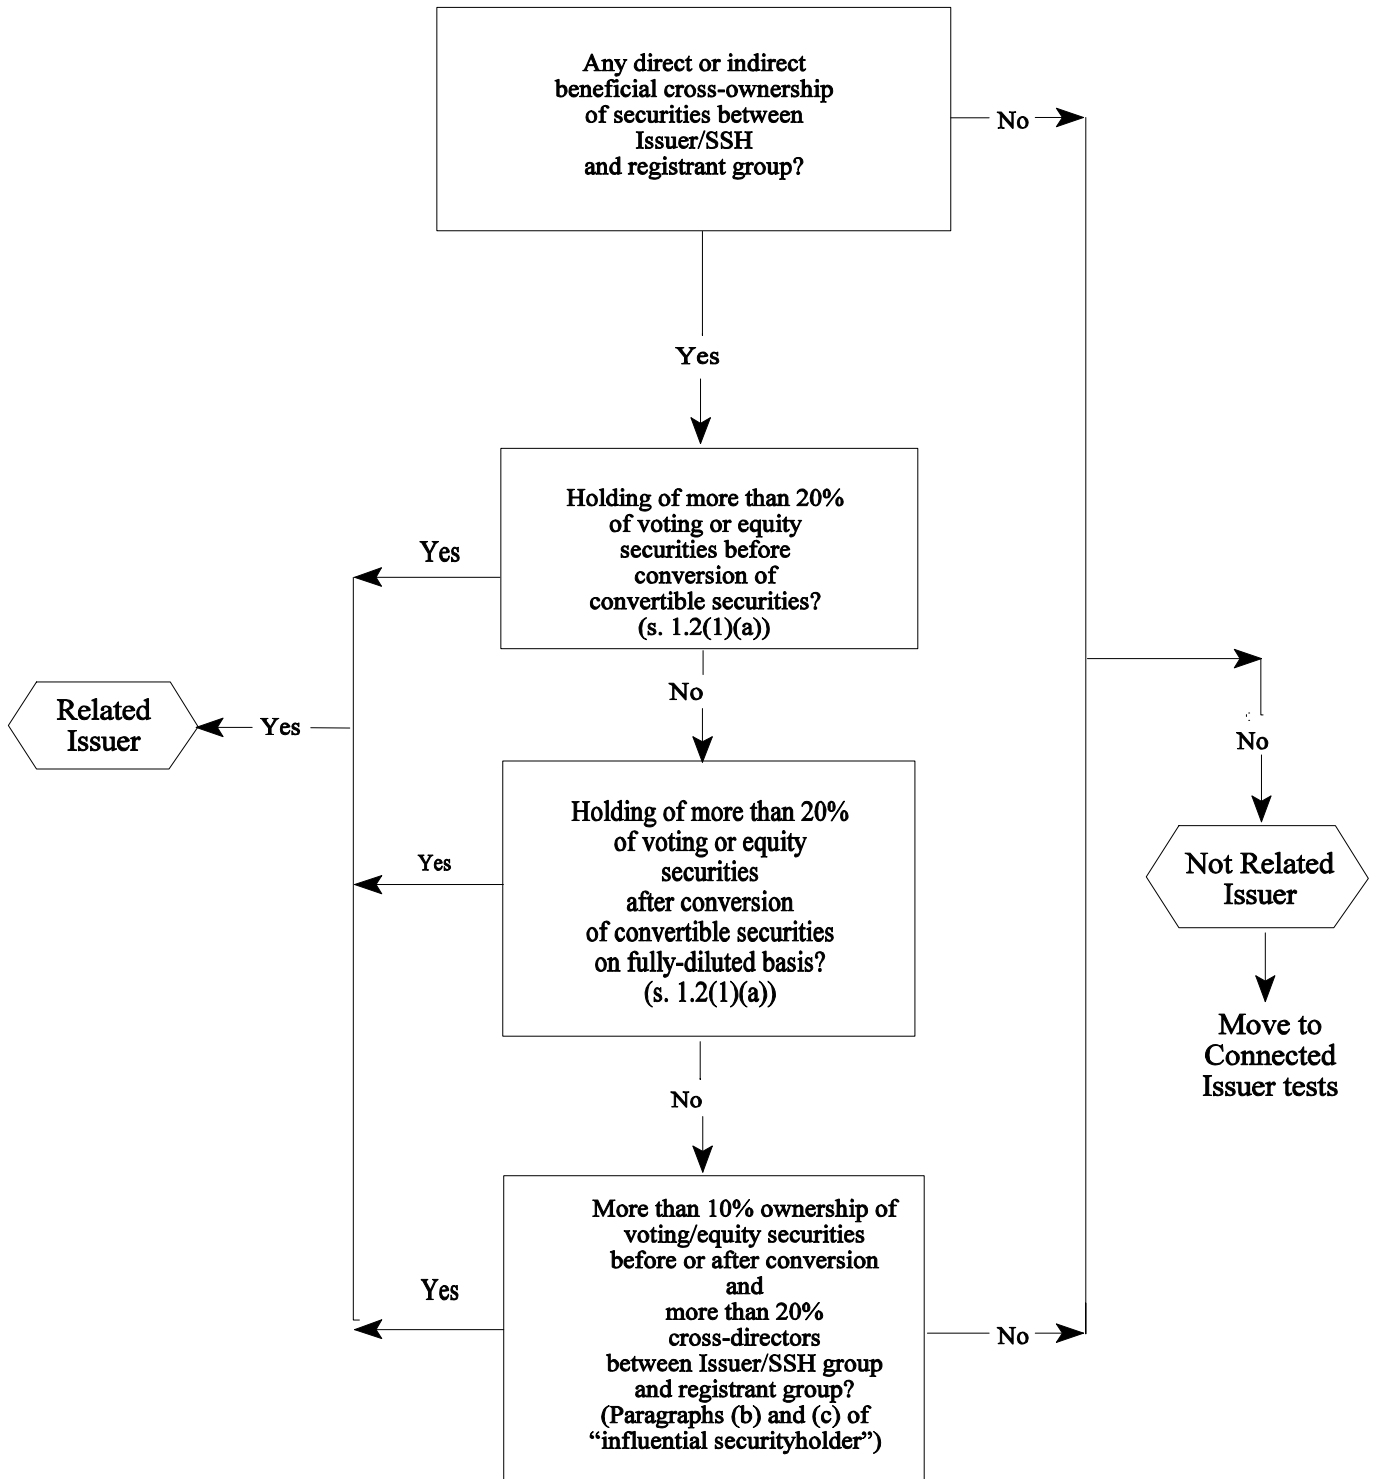 Any direct or indirect
beneficial cross-ownership
of securities between
Issuer/SSH
and registrant group?
No
Yes
Holding of more than 20%
of voting or equity
securities before
conversion of
convertible securities?
(s. 1.2(1)(a))
Yes
No
Related
Issuer
Yes
No
Holding of more than 20%
of voting or equity
securities
after conversion
of convertible securities
on fully-diluted basis?
(s. 1.2(1)(a))
Yes
Not Related
Issuer
Move to
Connected
Issuer tests
No
More than 10% ownership of
voting/equity securities
before or after conversion
and
more than 20%
cross-directors
between Issuer/SSH group
and registrant group?
(Paragraphs (b) and (c) of
“influential securityholder”)
Yes
No